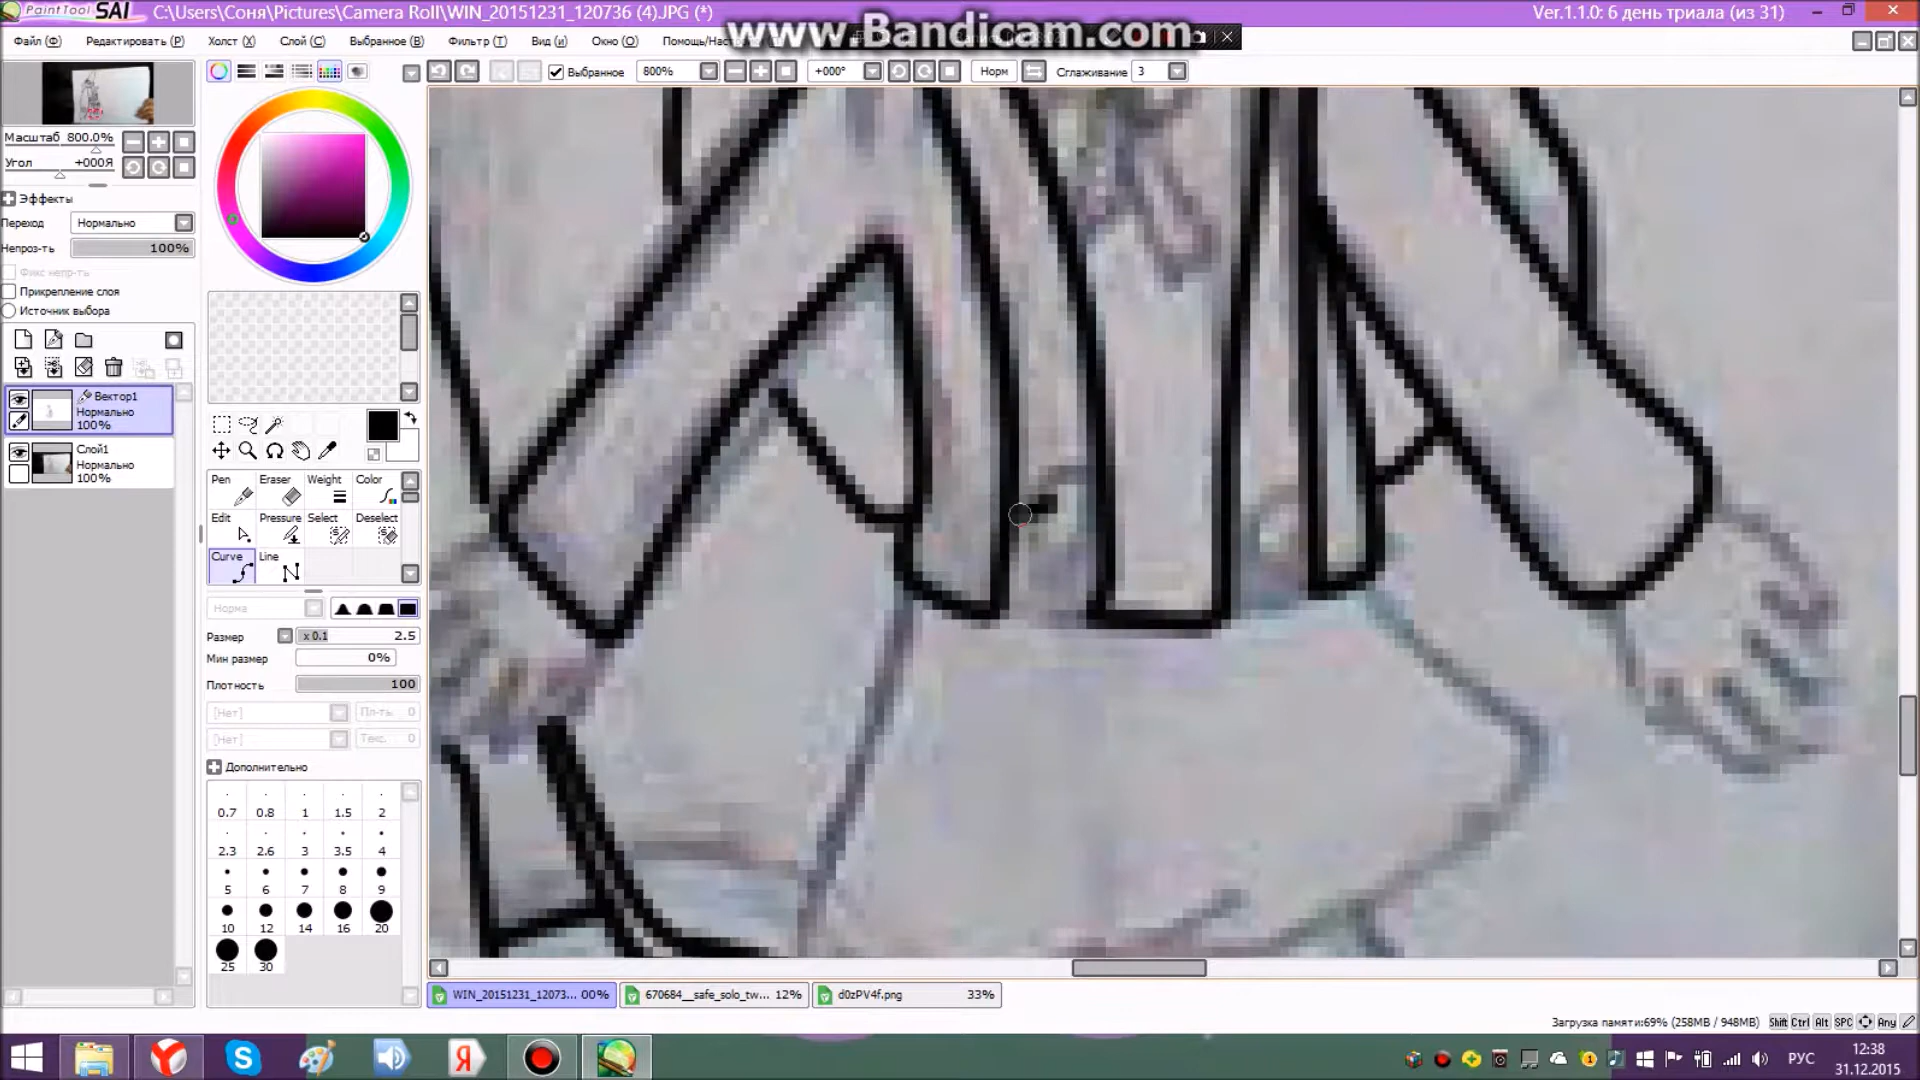 PaintTool SAI C:\Users\Соня\Pictures\Camera Roll\WIN_20151231_120736 (4).JPG (*)
www.Bandicam.com
Ver.1.1.0: 6 день триала (из 31)
Файл (Ф) Редактировать (Р) Холст (X) Слой (С) Выбранное (В) Фильтр (T) Вид (и) Окно (O)
Выбранное 800% +000° Норм Сглаживание 3
Масштаб 800.0%
Угол +000Я
Эффекты
Переход Нормально
Непроз-ть 100%
Фикс непр-ть
Прикрепление слоя
Источник выбора
Вектор1
Нормально
100%
Слой1
Нормально
100%
Pen Eraser Weight Color
Edit Pressure Select Deselect
Curve Line
Норма
Размер x 0.1 2.5
Мин размер 0%
Плотность 100
[Нет] Пл-ть: 0
[Нет] Текс. 0
Дополнительно
0.7 0.8 1 1.5 2
2.3 2.6 3 3.5 4
5 6 7 8 9
10 12 14 16 20
25 30
WIN_20151231_12073... 00% 670684__safe_solo_tw... 12% d0zPV4f.png 33%
Загрузка памяти:69% (258MB / 948MB) Shift Ctrl Alt SPC Any
РУС
12:38
31.12.2015